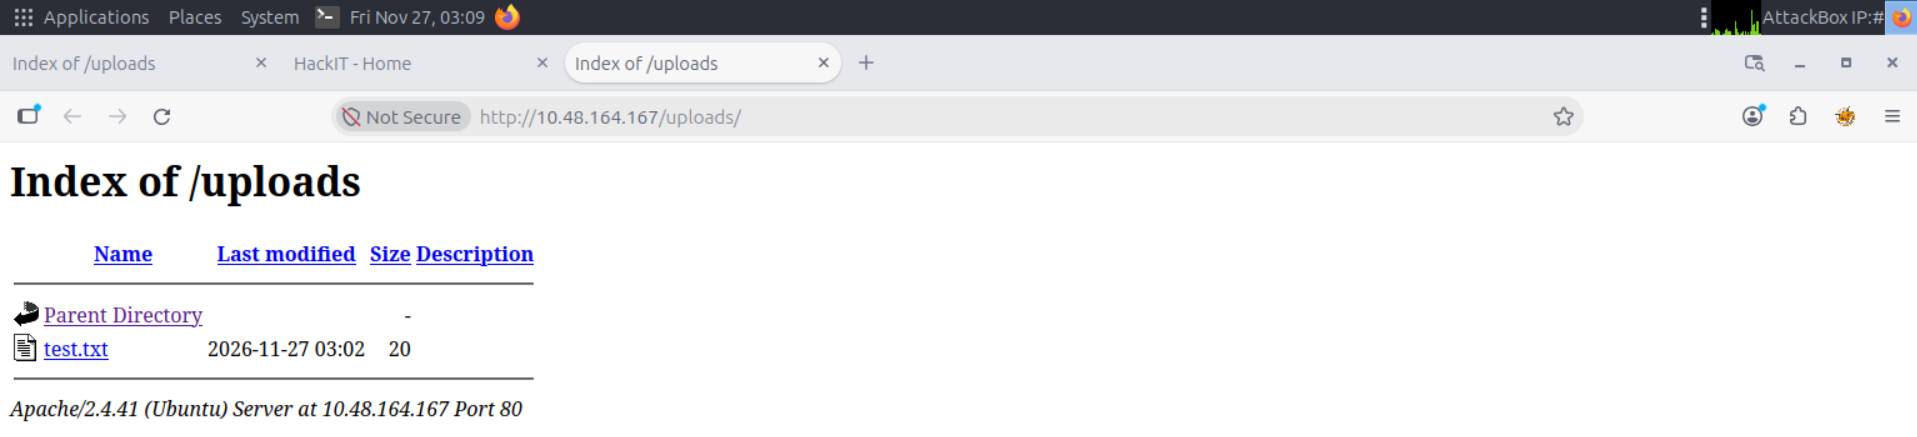 Applications Places System Fri Nov 27, 03:09 AttackBox IP:#
Index of /uploads × HackIT - Home × Index of /uploads × +
Not Secure http://10.48.164.167/uploads/
Index of /uploads
Name Last modified Size Description
Parent Directory -
test.txt 2026-11-27 03:02 20
Apache/2.4.41 (Ubuntu) Server at 10.48.164.167 Port 80